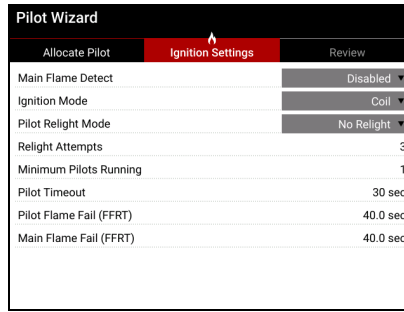 Pilot Wizard
Allocate Pilot Ignition Settings Review
Main Flame Detect Disabled
Ignition Mode Coil
Pilot Relight Mode No Relight
Relight Attempts 3
Minimum Pilots Running 1
Pilot Timeout 30 sec
Pilot Flame Fail (FFRT) 40.0 sec
Main Flame Fail (FFRT) 40.0 sec